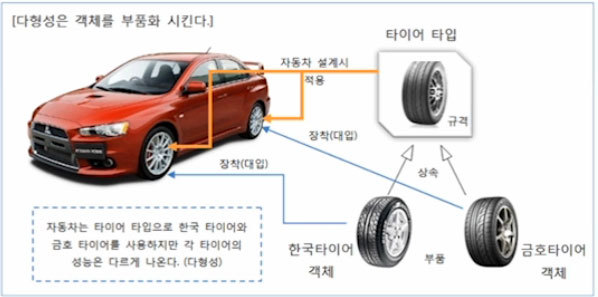 [다형성은 객체를 부품화 시킨다.]
타이어 타입
자동차 설계시
적용
규격
장착(대입)
상속
장착(대입)
한국타이어
객체
부품
금호타이어
객체
자동차는 타이어 타입으로 한국 타이어와
금호 타이어를 사용하지만 각 타이어의
성능은 다르게 나온다. (다형성)